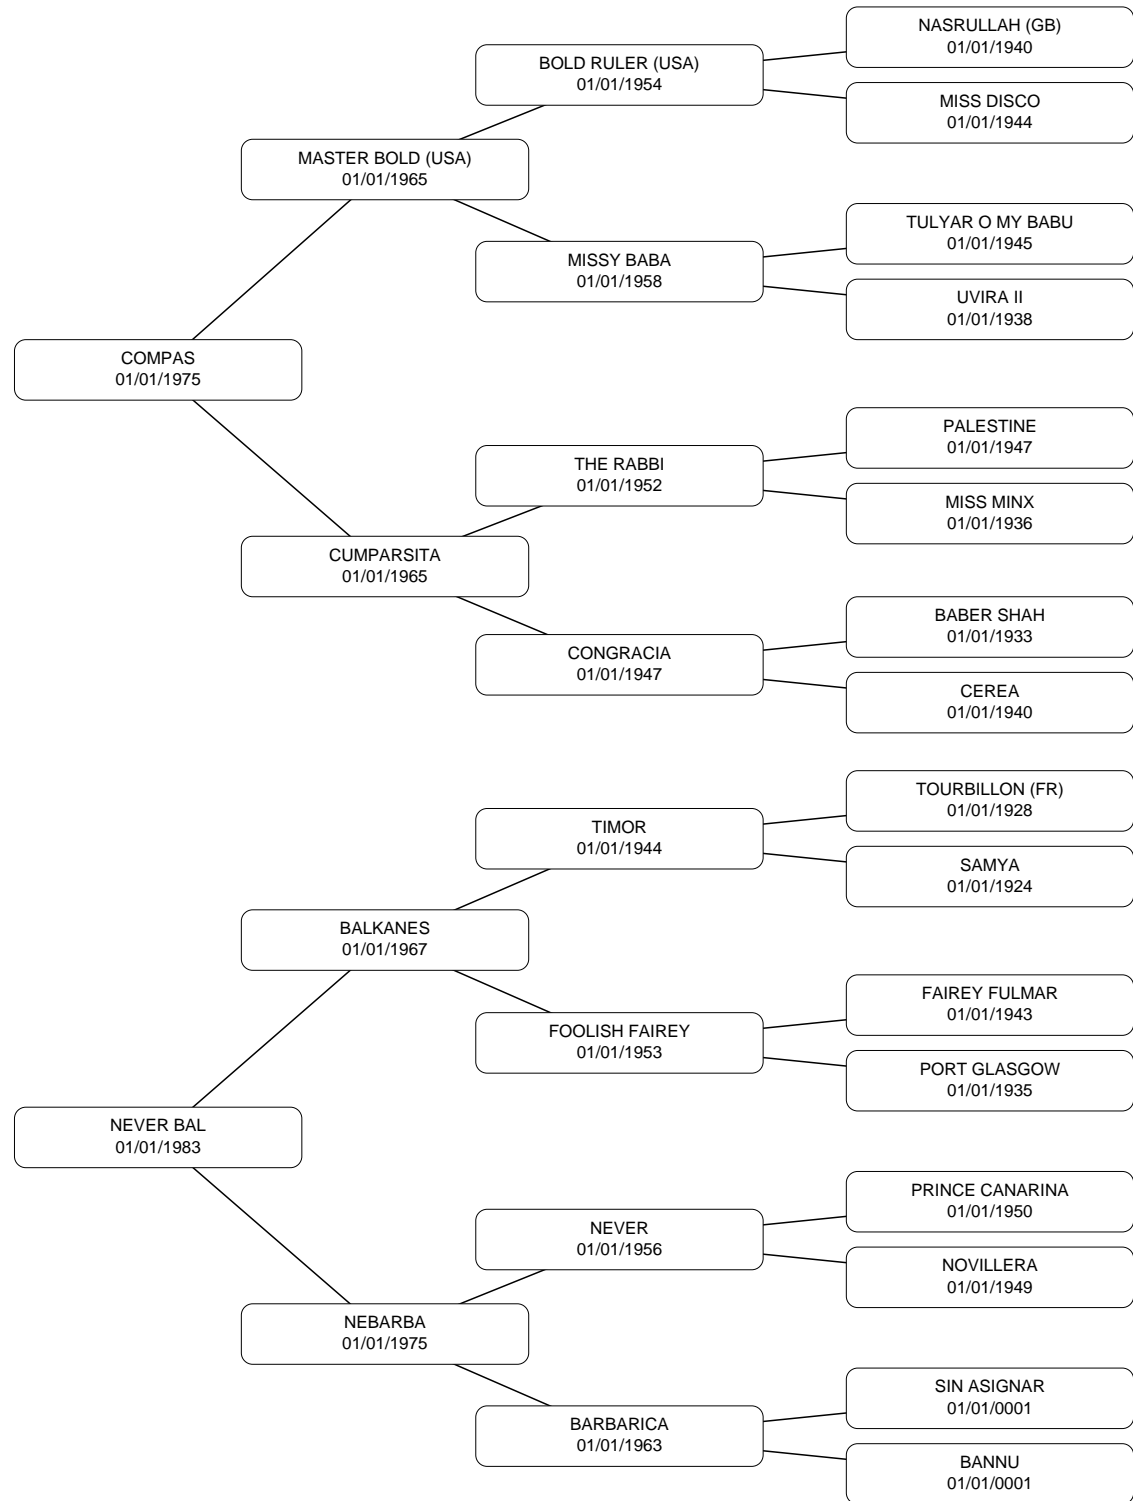 NASRULLAH (GB)
01/01/1940
BOLD RULER (USA)
01/01/1954
MISS DISCO
01/01/1944
MASTER BOLD (USA)
01/01/1965
TULYAR O MY BABU
01/01/1945
MISSY BABA
01/01/1958
UVIRA II
01/01/1938
COMPAS
01/01/1975
PALESTINE
01/01/1947
THE RABBI
01/01/1952
MISS MINX
01/01/1936
CUMPARSITA
01/01/1965
BABER SHAH
01/01/1933
CONGRACIA
01/01/1947
CEREA
01/01/1940
TOURBILLON (FR)
01/01/1928
TIMOR
01/01/1944
SAMYA
01/01/1924
BALKANES
01/01/1967
FAIREY FULMAR
01/01/1943
FOOLISH FAIREY
01/01/1953
PORT GLASGOW
01/01/1935
NEVER BAL
01/01/1983
PRINCE CANARINA
01/01/1950
NEVER
01/01/1956
NOVILLERA
01/01/1949
NEBARBA
01/01/1975
SIN ASIGNAR
01/01/0001
BARBARICA
01/01/1963
BANNU
01/01/0001